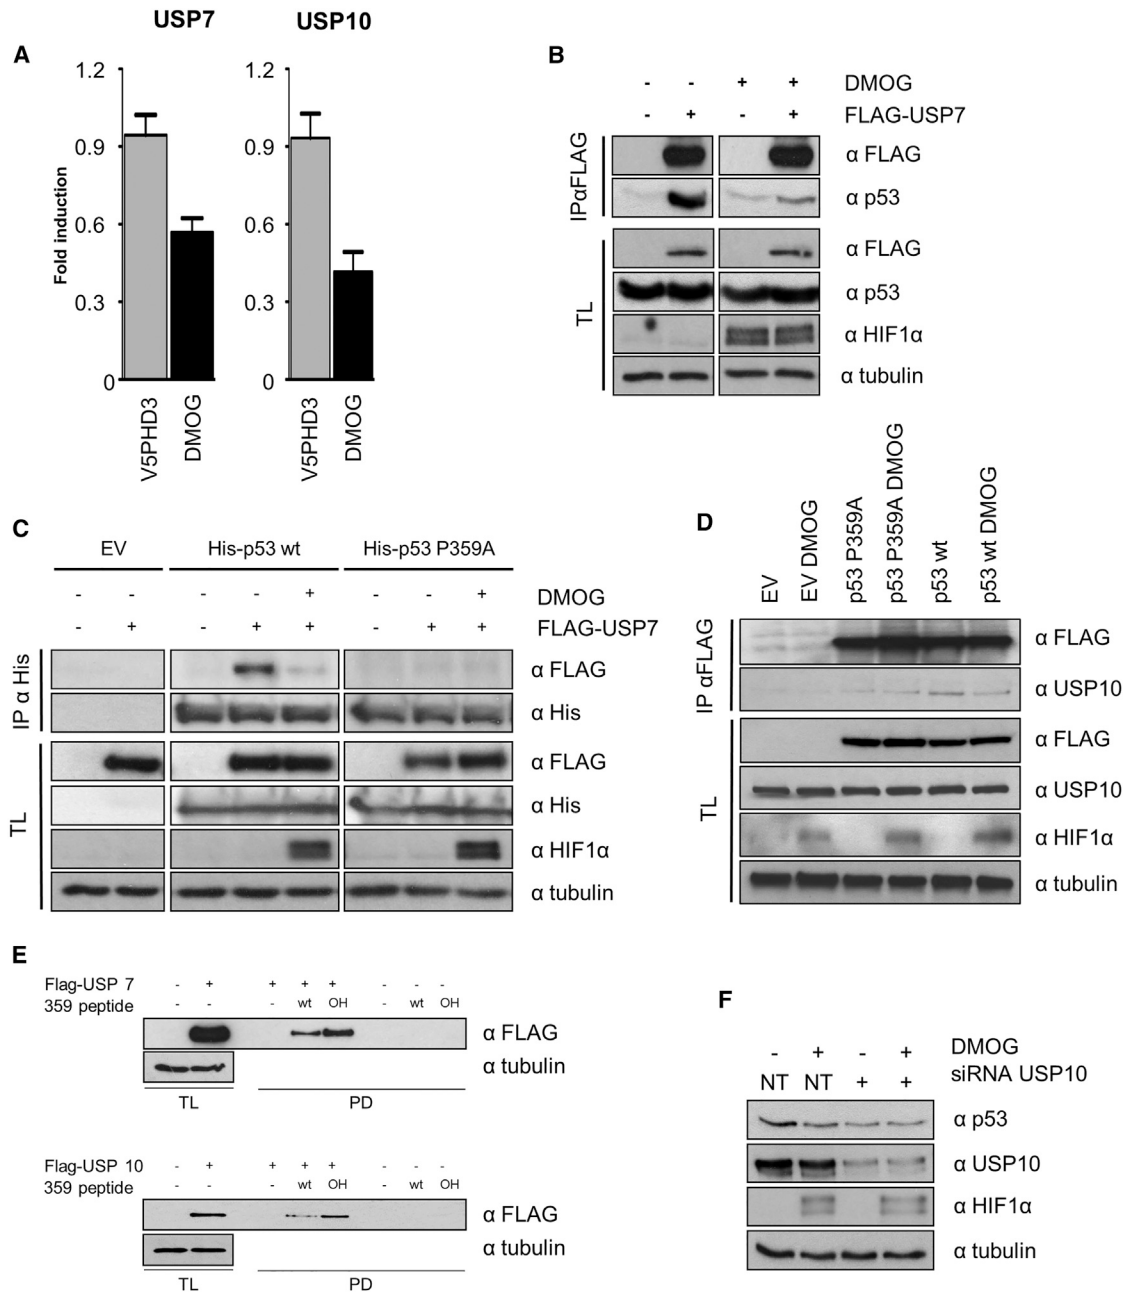 USP7 USP10
A
1.2 1.2
0.9 0.9
0.6 0.6
0.3 0.3
0 0
Fold induction
V5PHD3 DMOG V5PHD3 DMOG
B
- - + + DMOG
- + - + FLAG-USP7
IPαFLAG
α FLAG
α p53
TL
α FLAG
α p53
α HIF1α
α tubulin
C
EV His-p53 wt His-p53 P359A
- - - - + - - + DMOG
- + - + + - + + FLAG-USP7
IP α His
α FLAG
α His
TL
α FLAG
α His
α HIF1α
α tubulin
D
EV
EV DMOG
p53 P359A
p53 P359A DMOG
p53 wt
p53 wt DMOG
IP αFLAG
α FLAG
α USP10
TL
α FLAG
α USP10
α HIF1α
α tubulin
E
Flag-USP 7 - + + + + - - -
359 peptide - - - wt OH - wt OH
α FLAG
α tubulin
TL PD
Flag-USP 10 - + + + + - - -
359 peptide - - - wt OH - wt OH
α FLAG
α tubulin
TL PD
F
- + - + DMOG
NT NT + + siRNA USP10
α p53
α USP10
α HIF1α
α tubulin